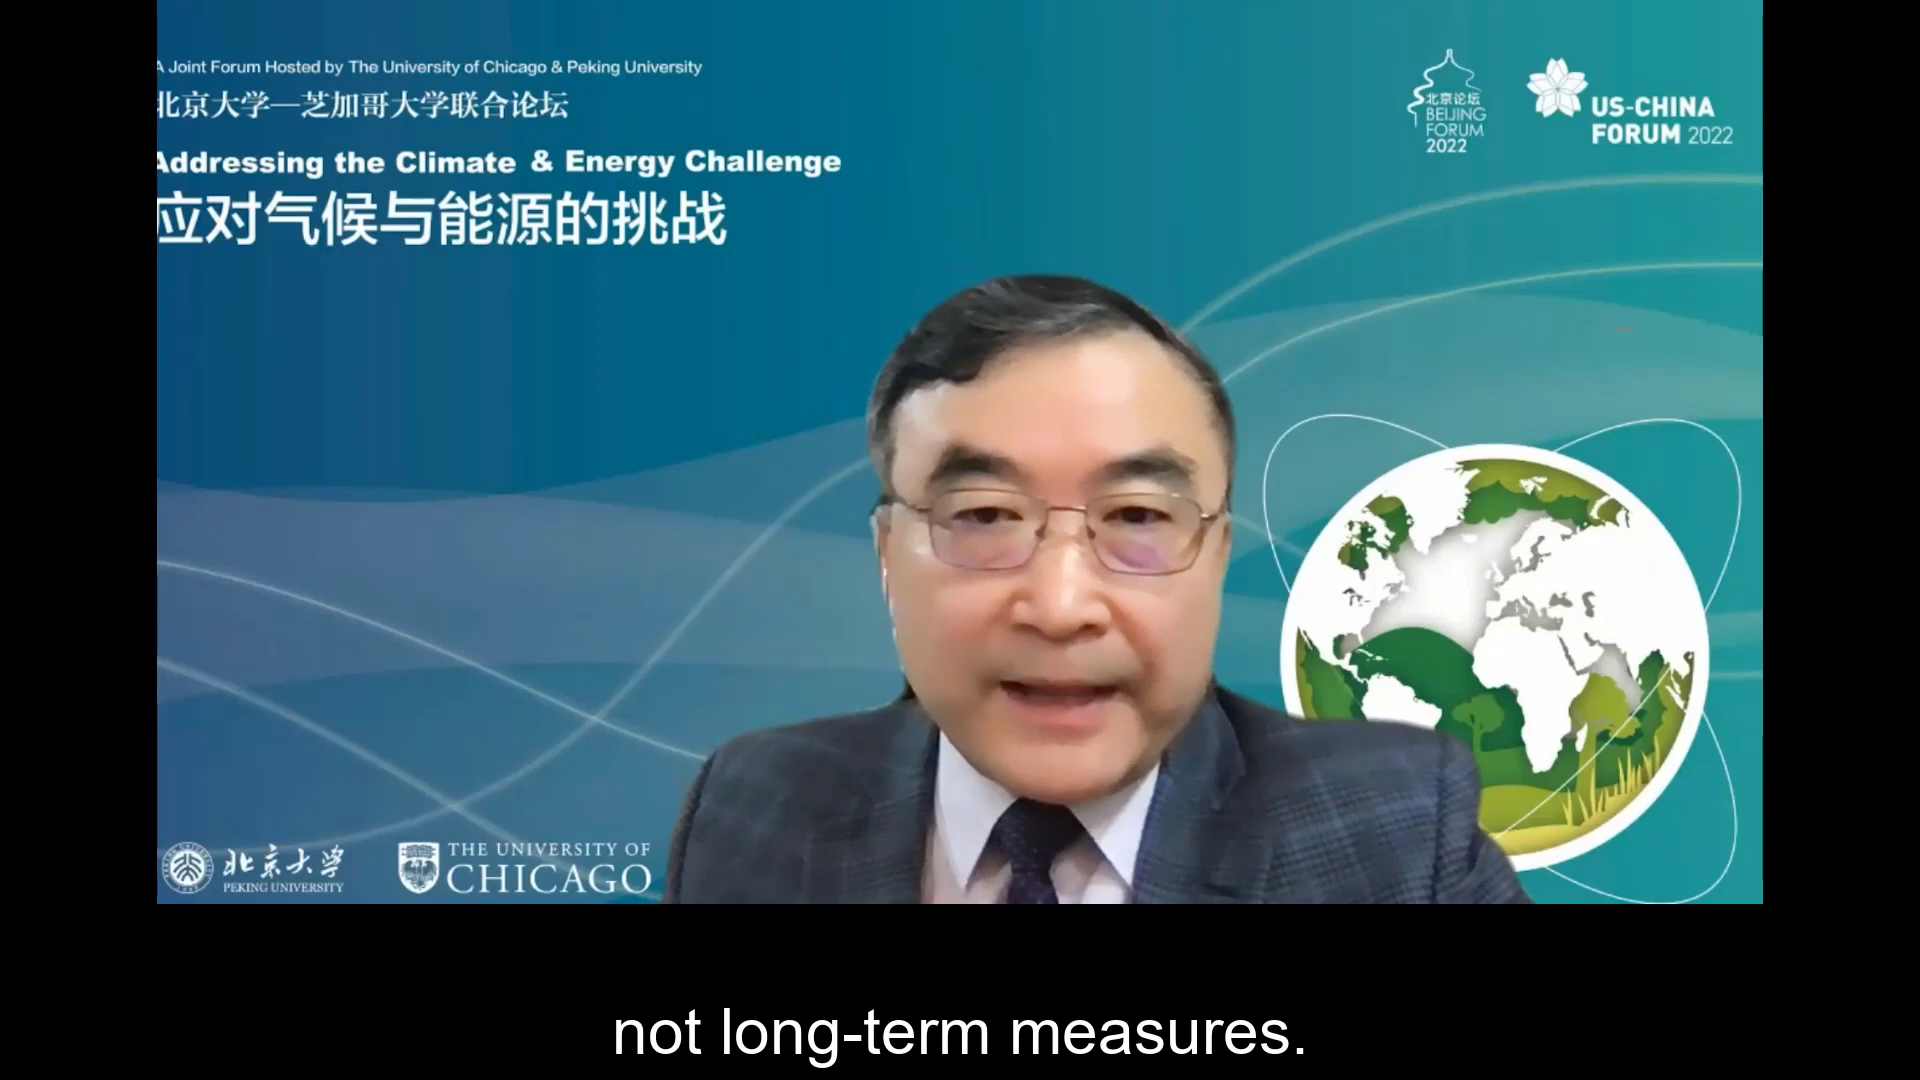 A Joint Forum Hosted by The University of Chicago & Peking University
北京大学—芝加哥大学联合论坛
Addressing the Climate & Energy Challenge
应对气候与能源的挑战
北京论坛
BEIJING
FORUM
2022
US-CHINA
FORUM 2022
北京大学
PEKING UNIVERSITY
THE UNIVERSITY OF
CHICAGO
not long-term measures.